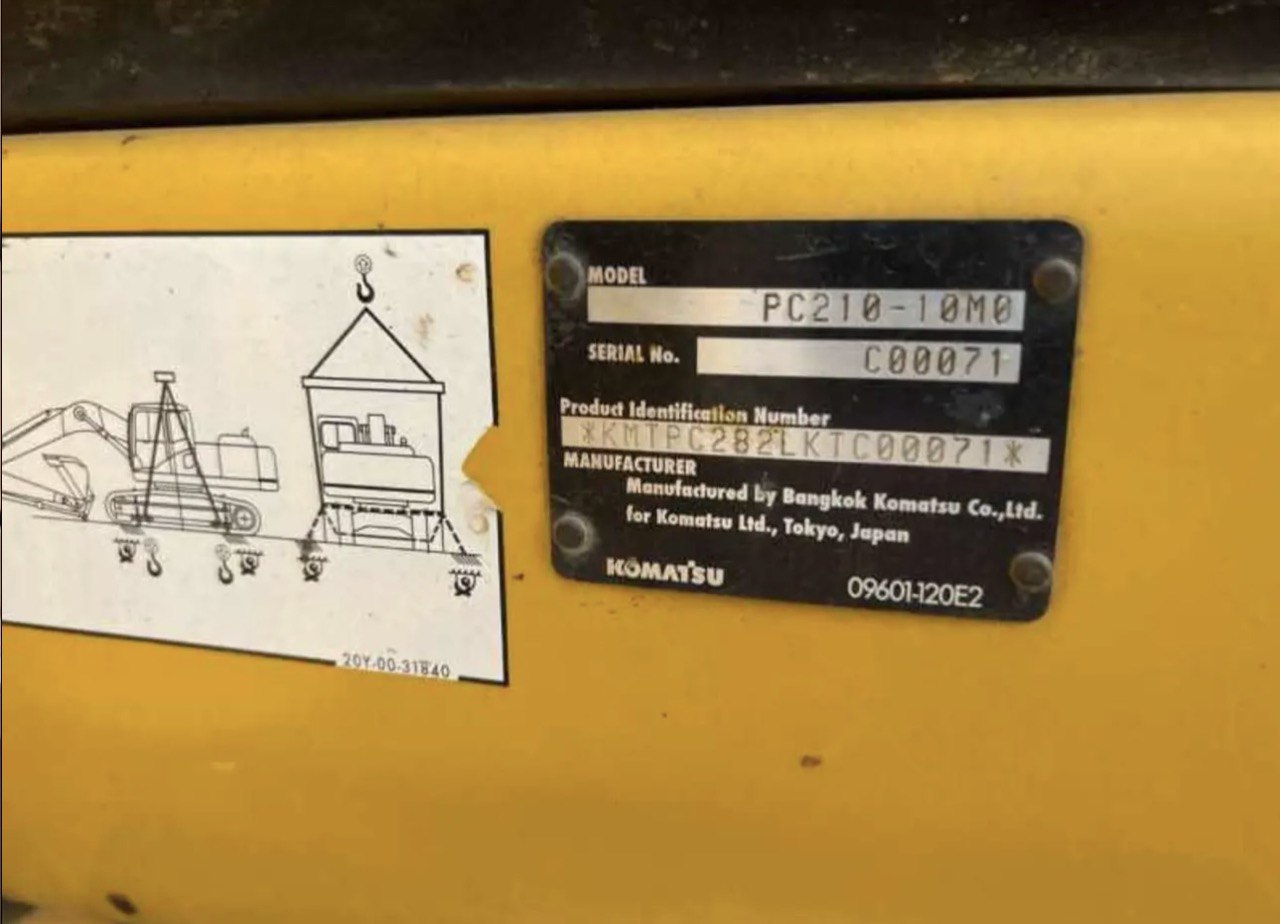 MODEL
PC210-10M0
SERIAL No.
C00071
Product Identification Number
*KMTPC282LKTC00071*
MANUFACTURER
Manufactured by Bangkok Komatsu Co.,Ltd.
for Komatsu Ltd., Tokyo, Japan
KOMATSU
09601-120E2
20Y-00-31840